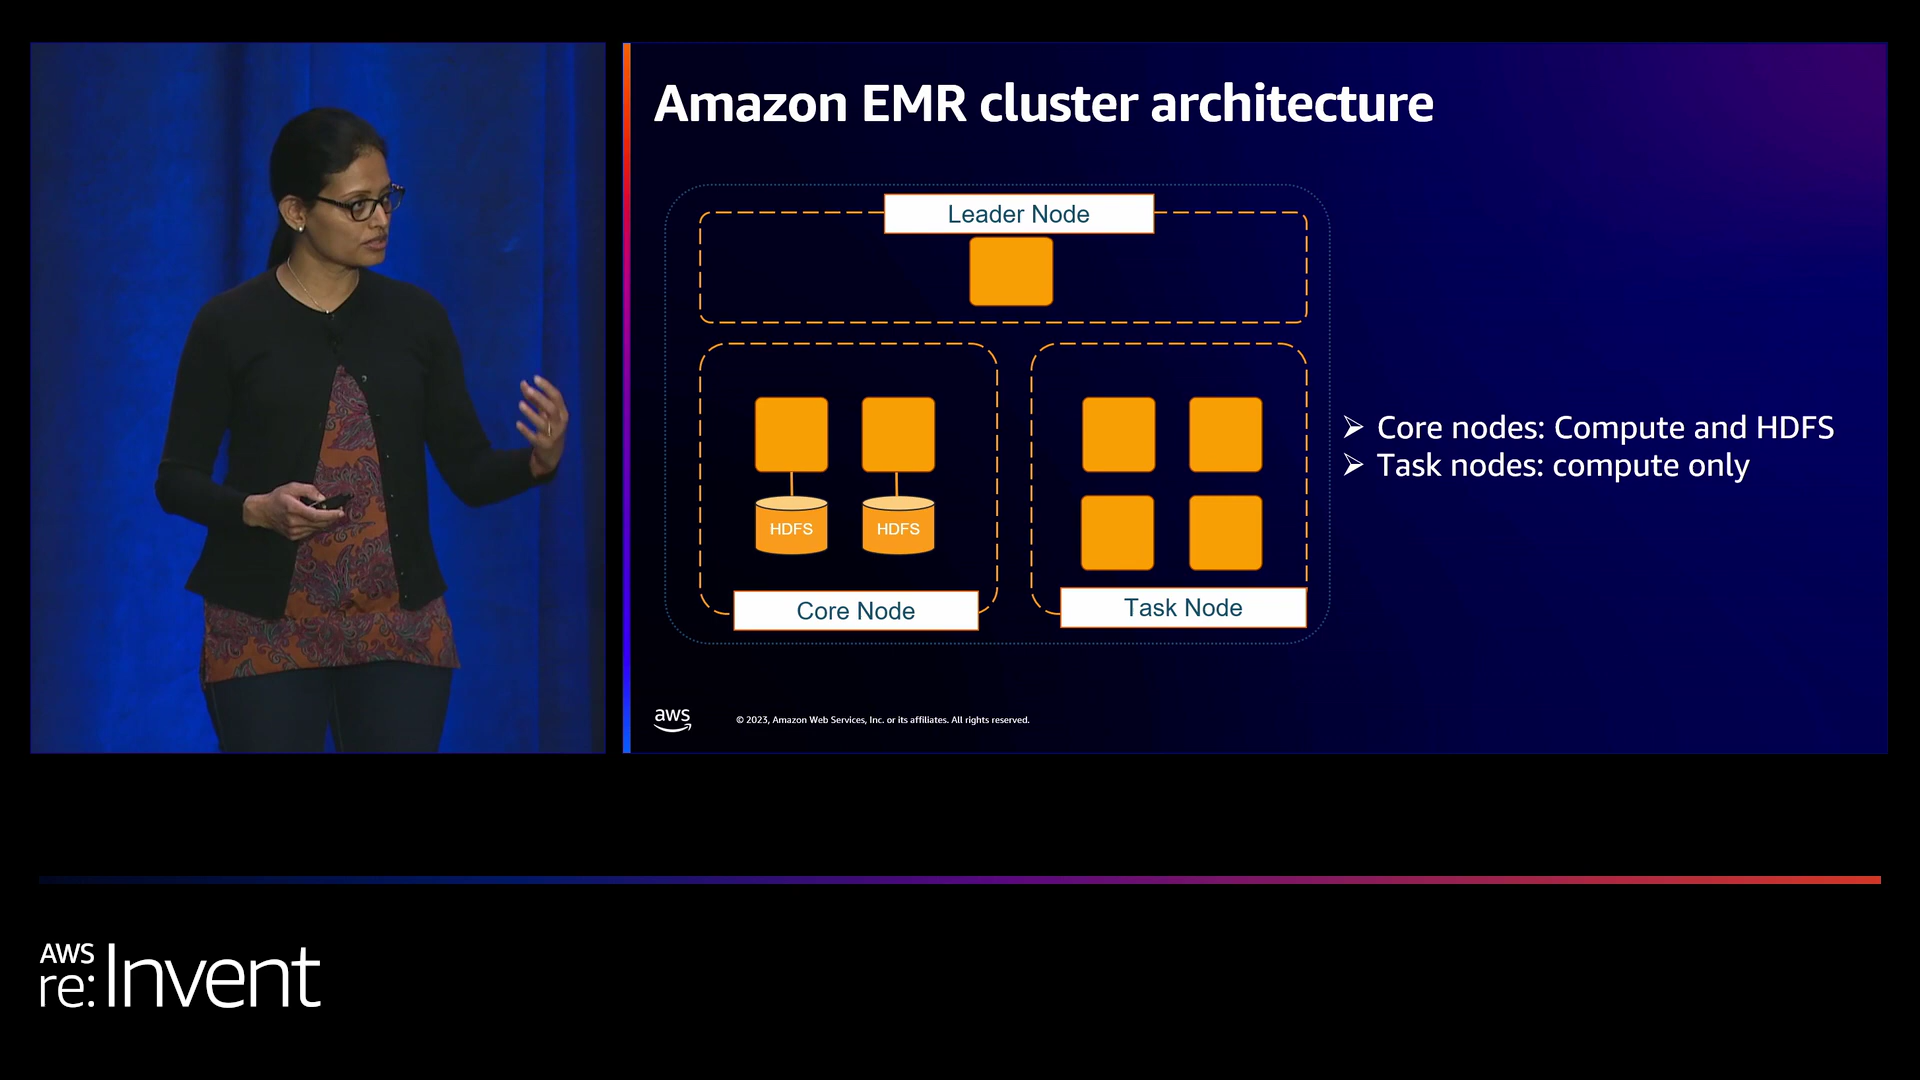 Amazon EMR cluster architecture
Leader Node
HDFS
HDFS
Core Node
Task Node
➢ Core nodes: Compute and HDFS
➢ Task nodes: compute only
aws
© 2023, Amazon Web Services, Inc. or its affiliates. All rights reserved.
AWS
re:Invent